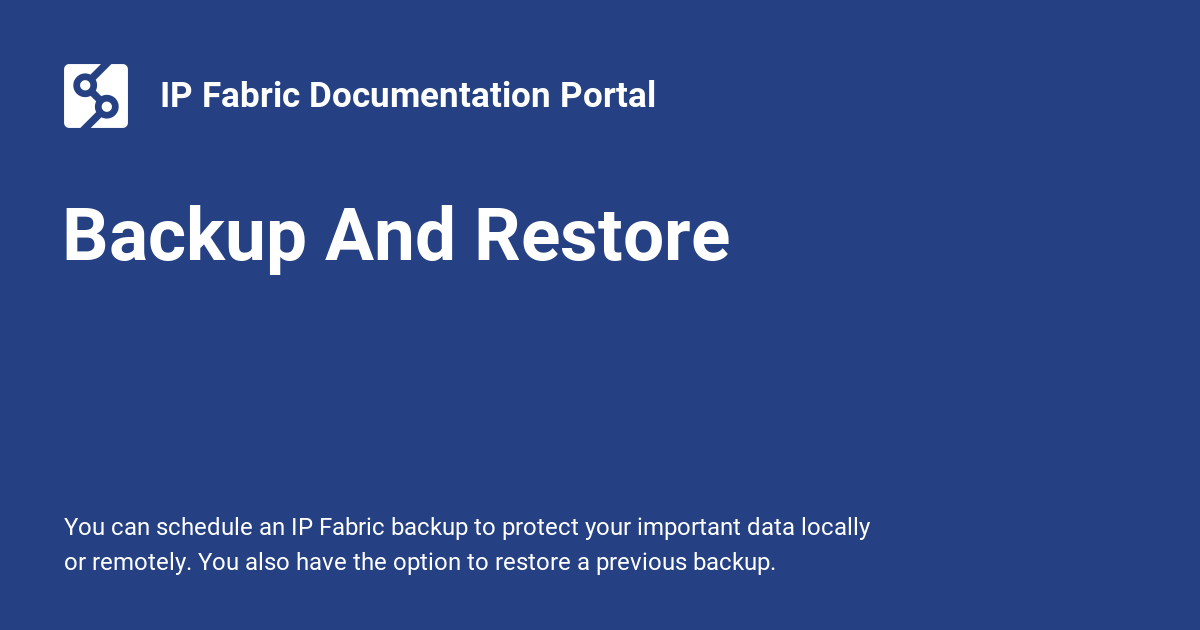 IP Fabric Documentation Portal
Backup And Restore
You can schedule an IP Fabric backup to protect your important data locally
or remotely. You also have the option to restore a previous backup.